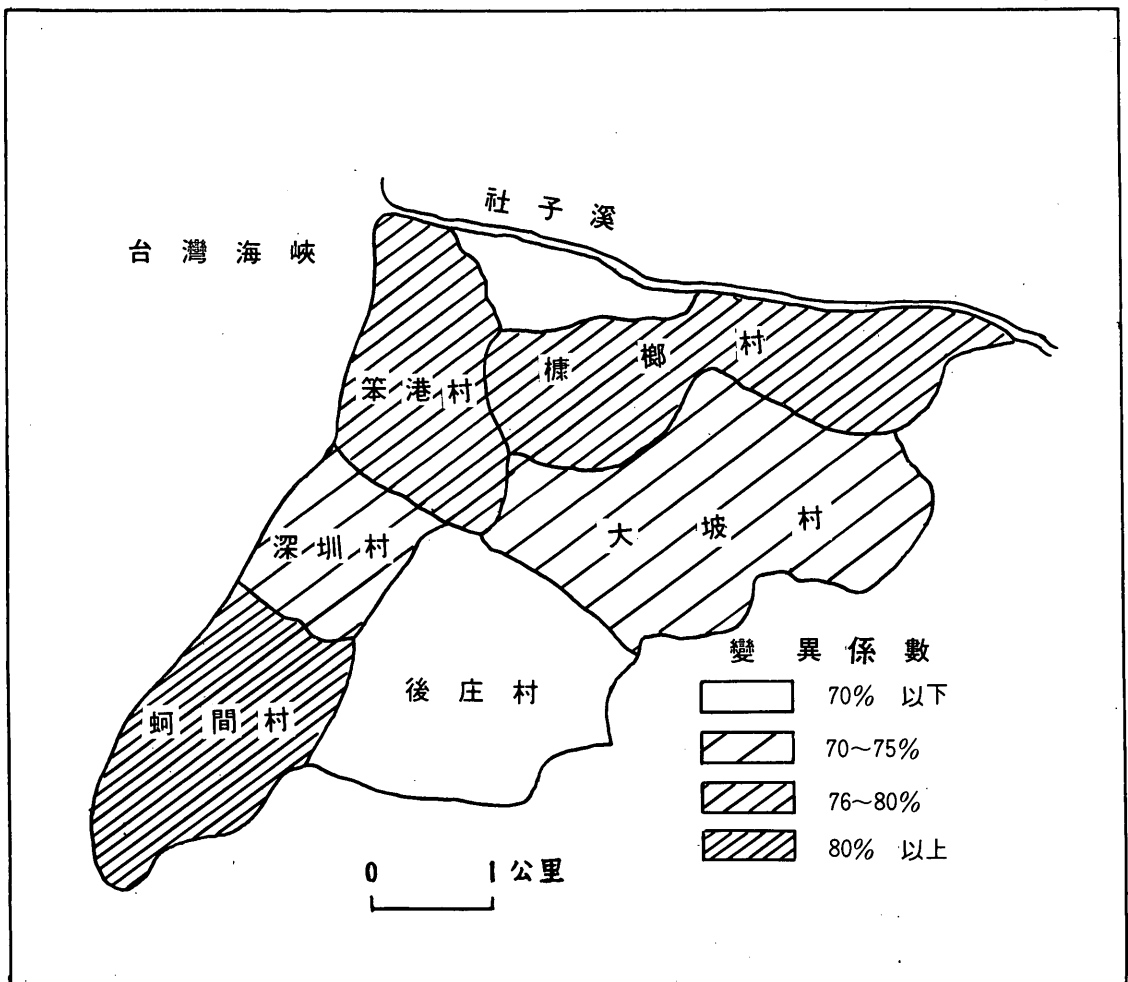 社子溪
台灣海峽
槺榔村
笨港村
大坡村
深圳村
後庄村
蚵間村
變異係數
70% 以下
70~75%
76~80%
80% 以上
0 1 公里